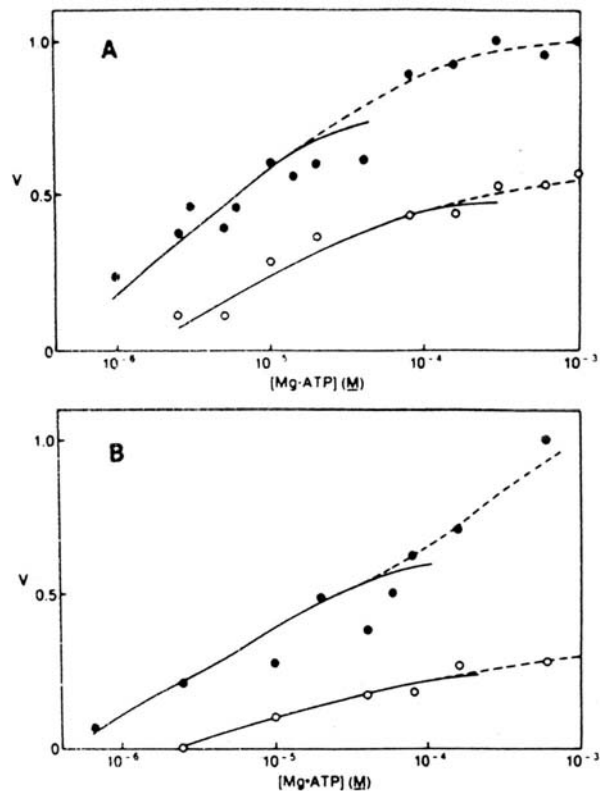 A
1.0
0.5
0
V
10⁻⁶ 10⁻⁵ 10⁻⁴ 10⁻³
[Mg·ATP] (M)
B
1.0
0.5
0
V
10⁻⁶ 10⁻⁵ 10⁻⁴ 10⁻³
[Mg•ATP] (M)